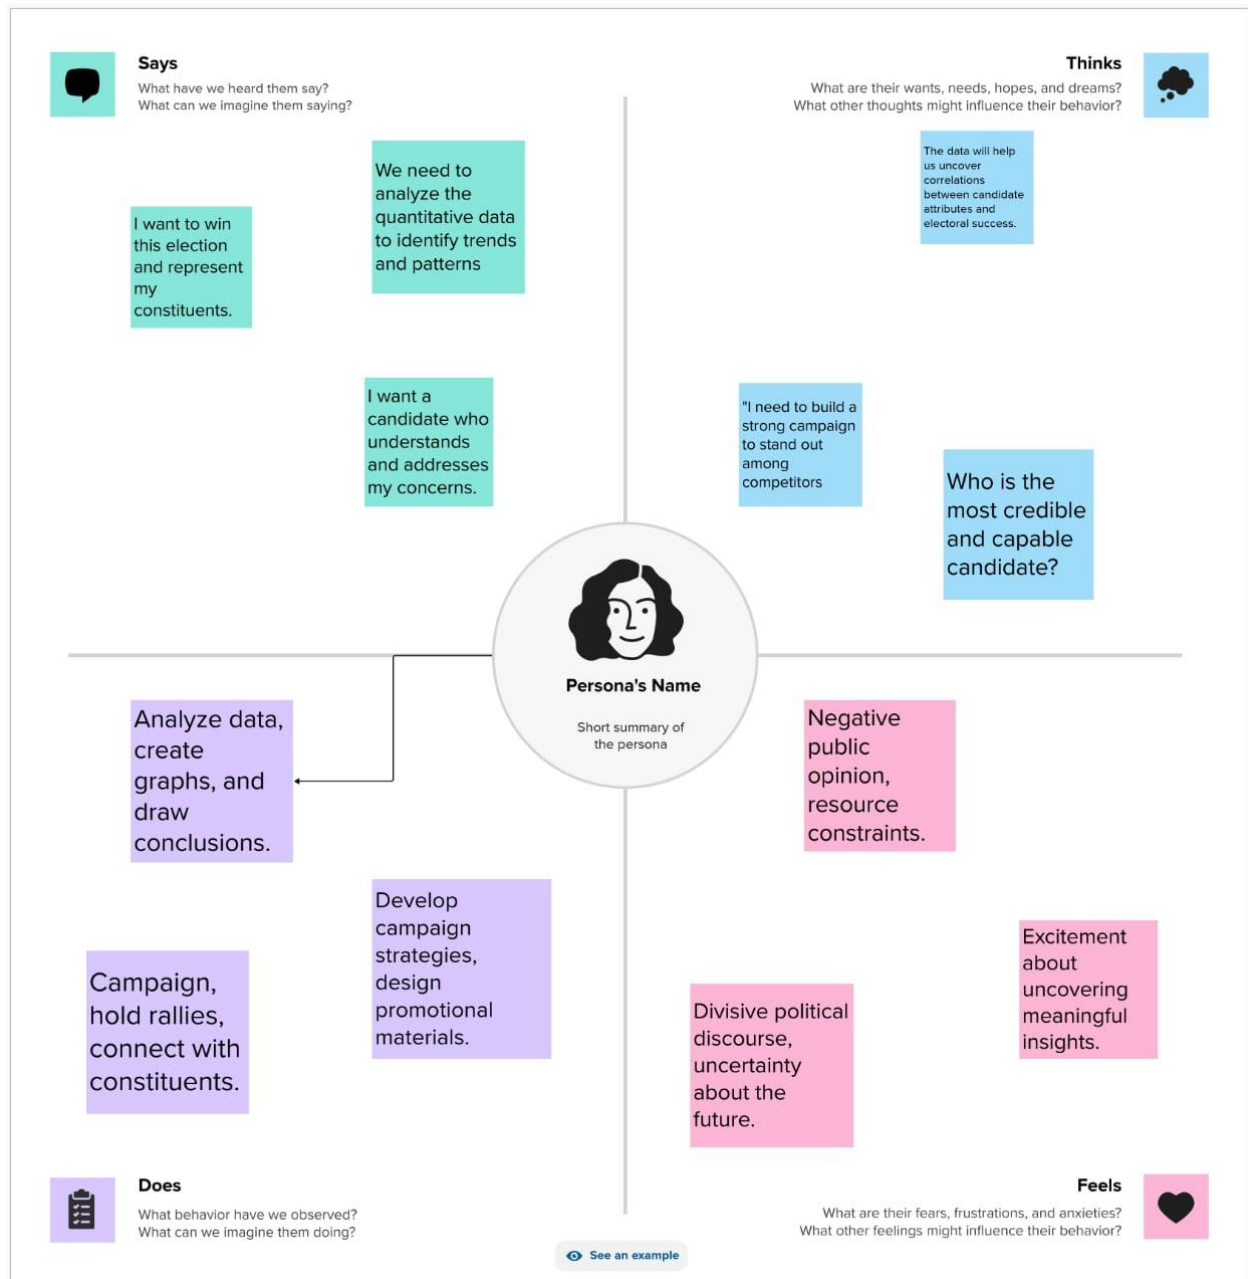 Says
What have we heard them say?
What can we imagine them saying?
Thinks
What are their wants, needs, hopes, and dreams?
What other thoughts might influence their behavior?
I want to win
this election
and represent
my
constituents.
We need to
analyze the
quantitative data
to identify trends
and patterns
I want a
candidate who
understands
and addresses
my concerns.
The data will help
us uncover
correlations
between candidate
attributes and
electoral success.
"I need to build a
strong campaign
to stand out
among
competitors
Who is the
most credible
and capable
candidate?
Persona's Name
Short summary of
the persona
Analyze data,
create
graphs, and
draw
conclusions.
Develop
campaign
strategies,
design
promotional
materials.
Campaign,
hold rallies,
connect with
constituents.
Negative
public
opinion,
resource
constraints.
Excitement
about
uncovering
meaningful
insights.
Divisive political
discourse,
uncertainty
about the
future.
Does
What behavior have we observed?
What can we imagine them doing?
Feels
What are their fears, frustrations, and anxieties?
What other feelings might influence their behavior?
See an example